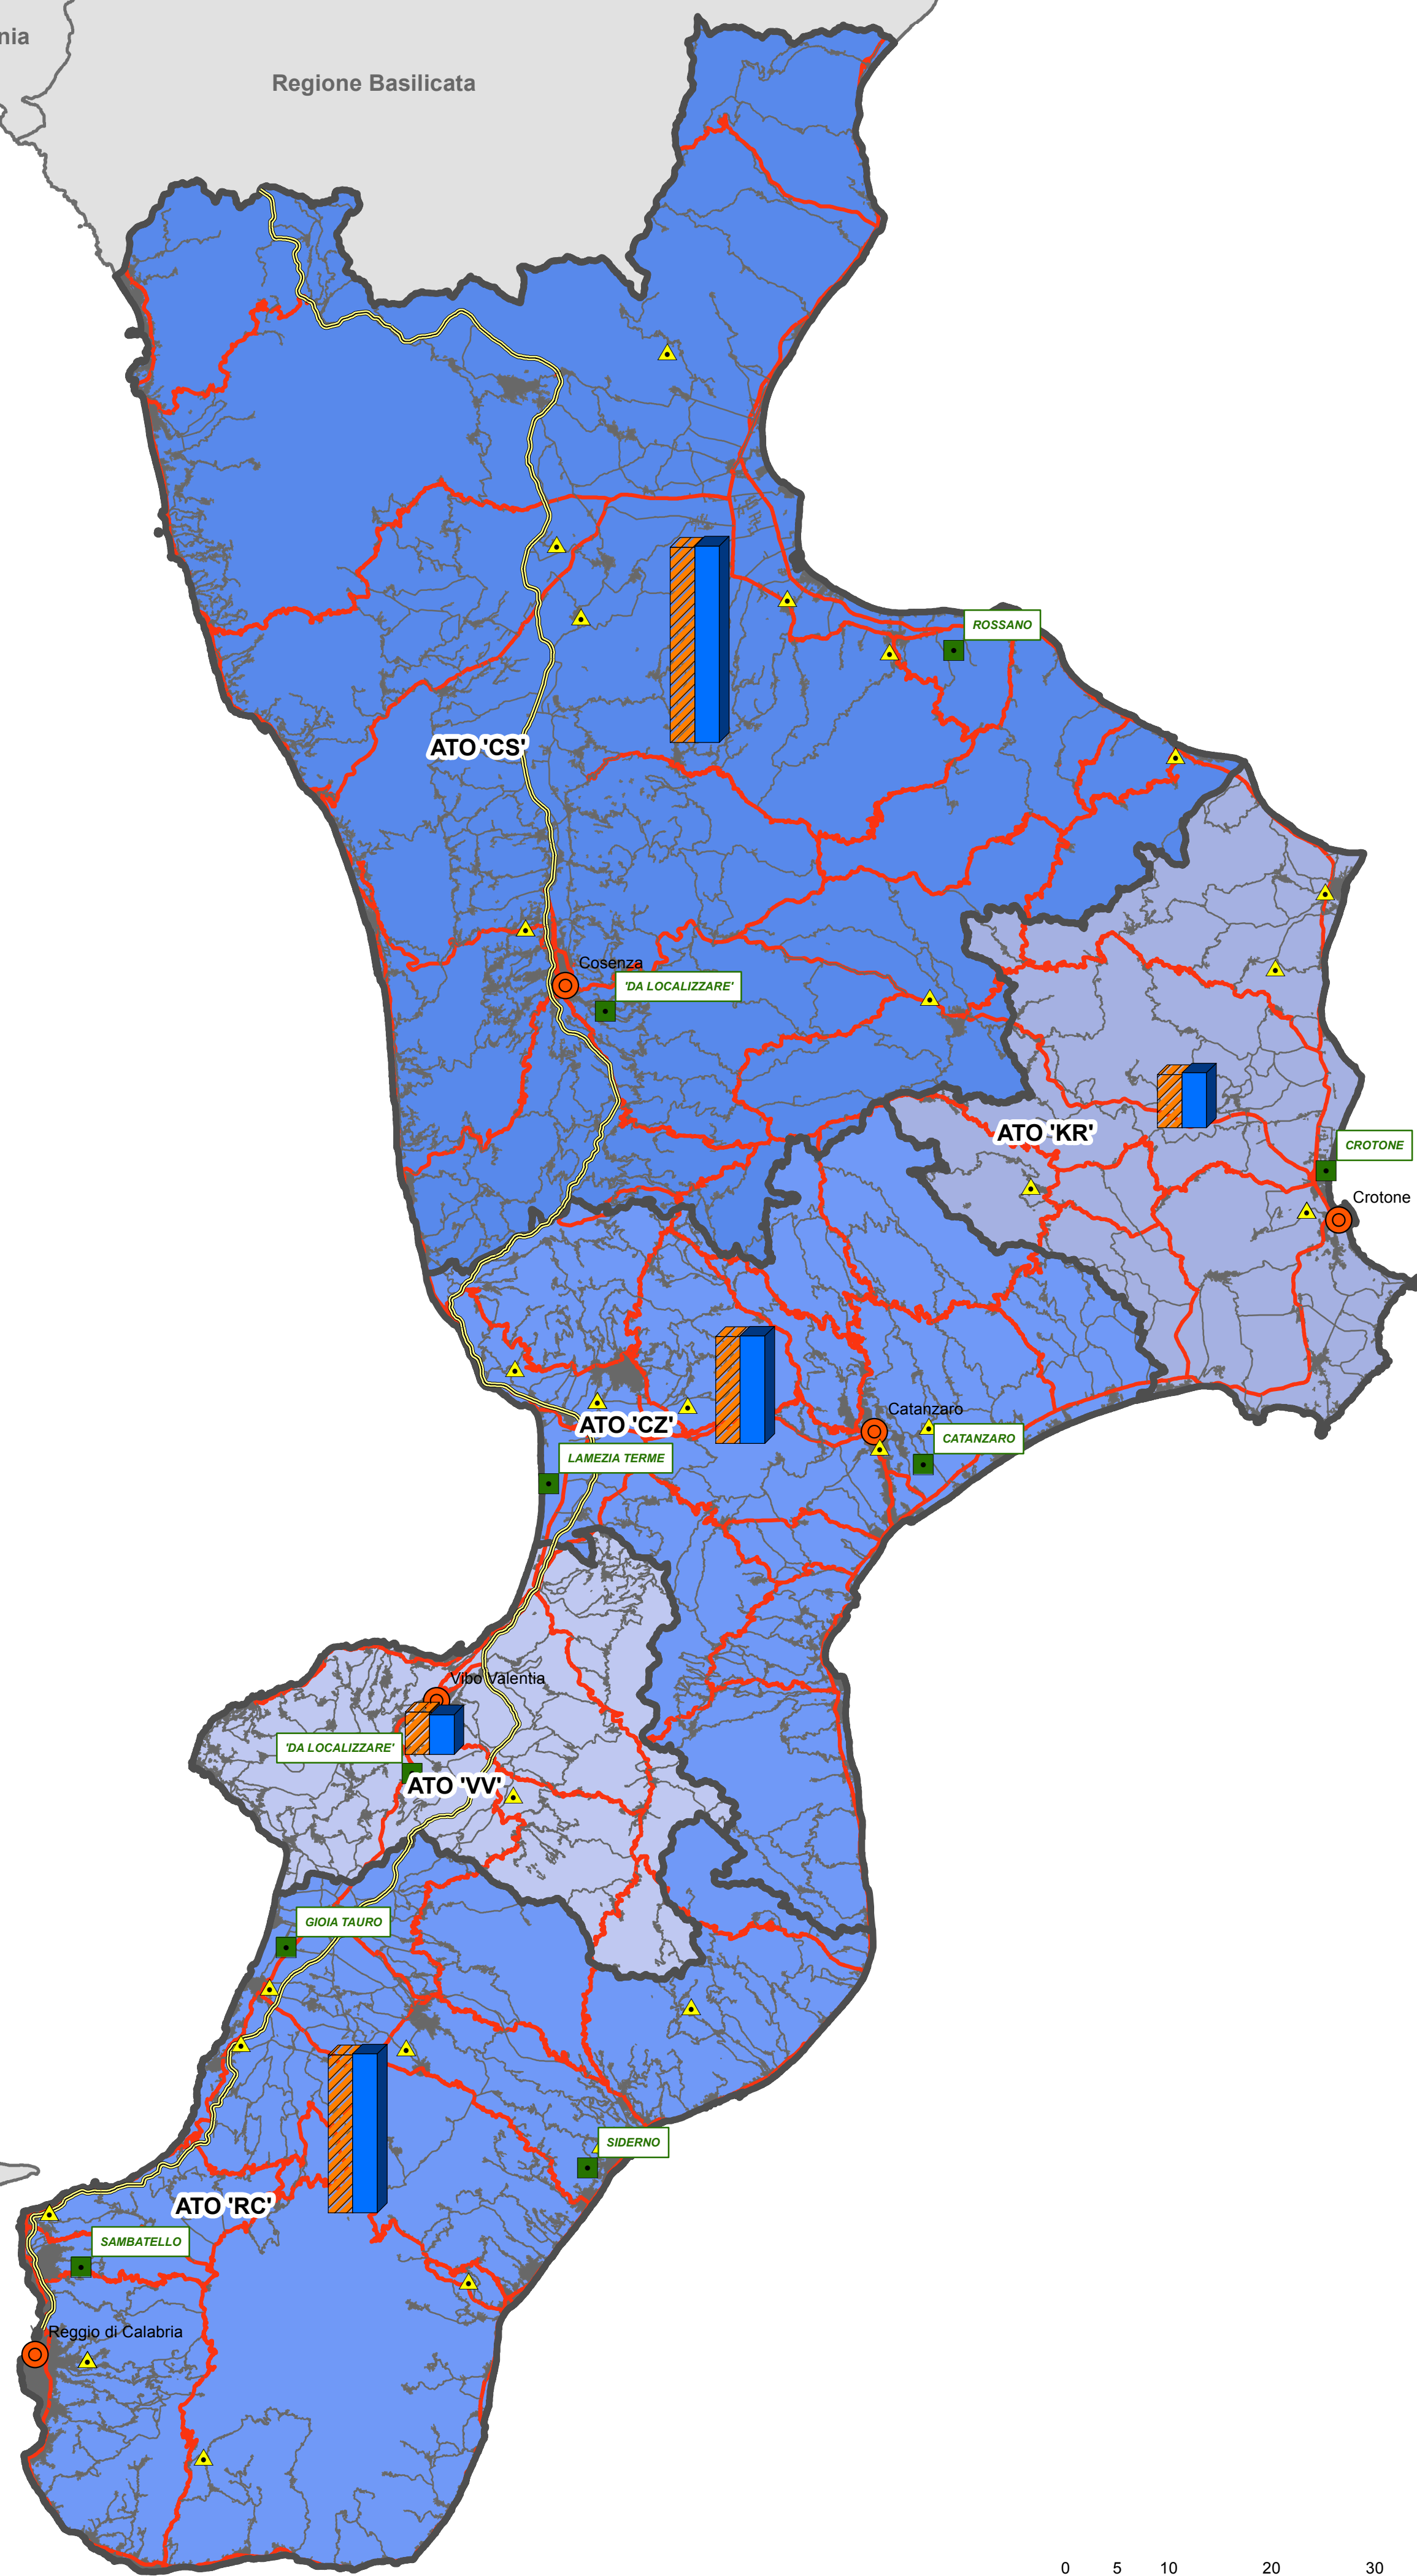 nia
Regione Basilicata
ROSSANO
ATO 'CS'
Cosenza
'DA LOCALIZZARE'
ATO 'KR'
CROTONE
Crotone
Catanzaro
ATO 'CZ'
CATANZARO
LAMEZIA TERME
Vibo Valentia
'DA LOCALIZZARE'
ATO 'VV'
GIOIA TAURO
SIDERNO
ATO 'RC'
SAMBATELLO
Reggio di Calabria
0 5 10 20 30